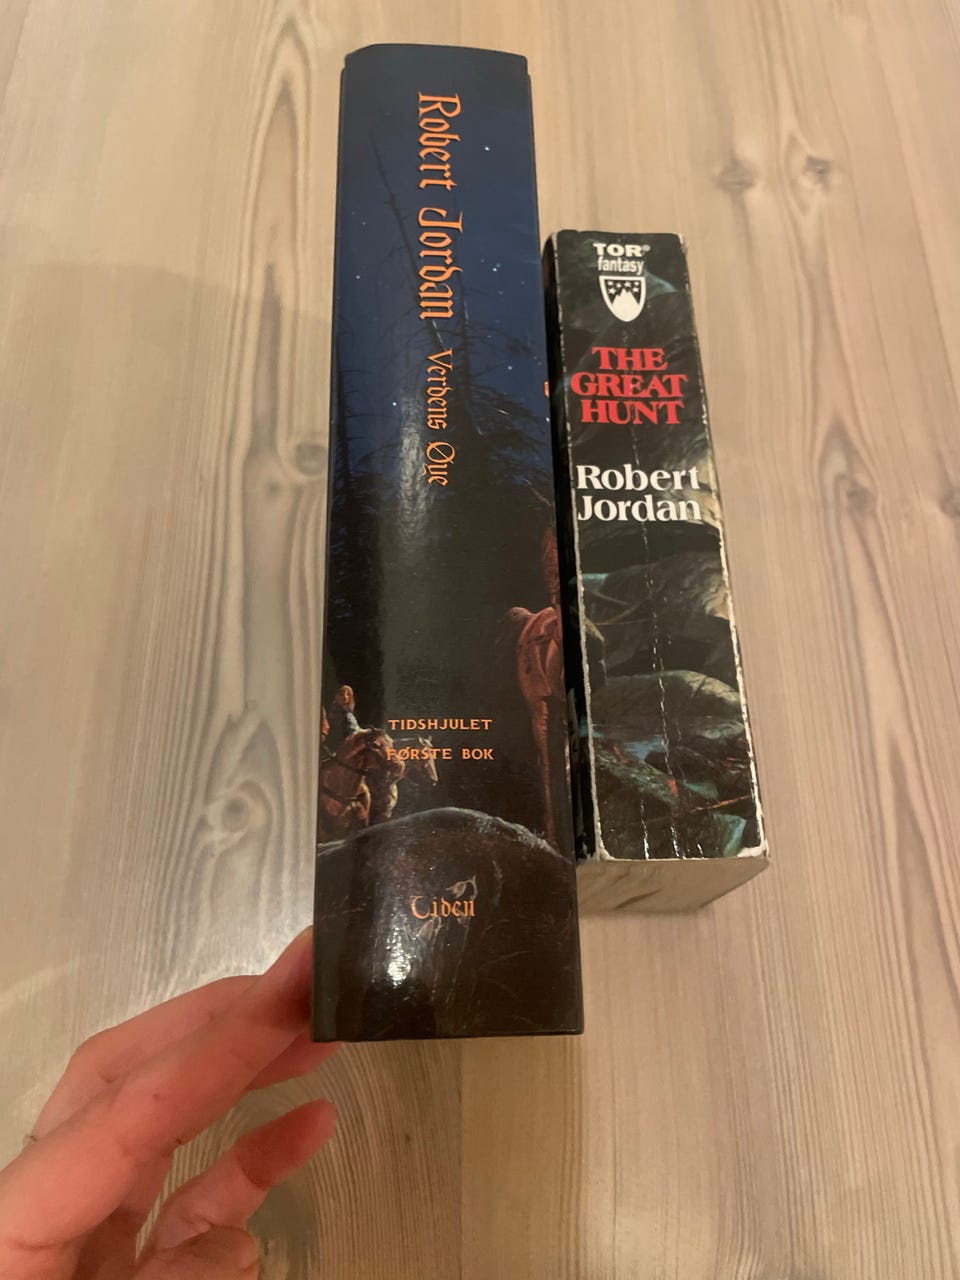 Robert Jordan Verdens Øye
TIDSHJULET
FØRSTE BOK
Tiden
TOR®
fantasy
THE
GREAT
HUNT
Robert
Jordan